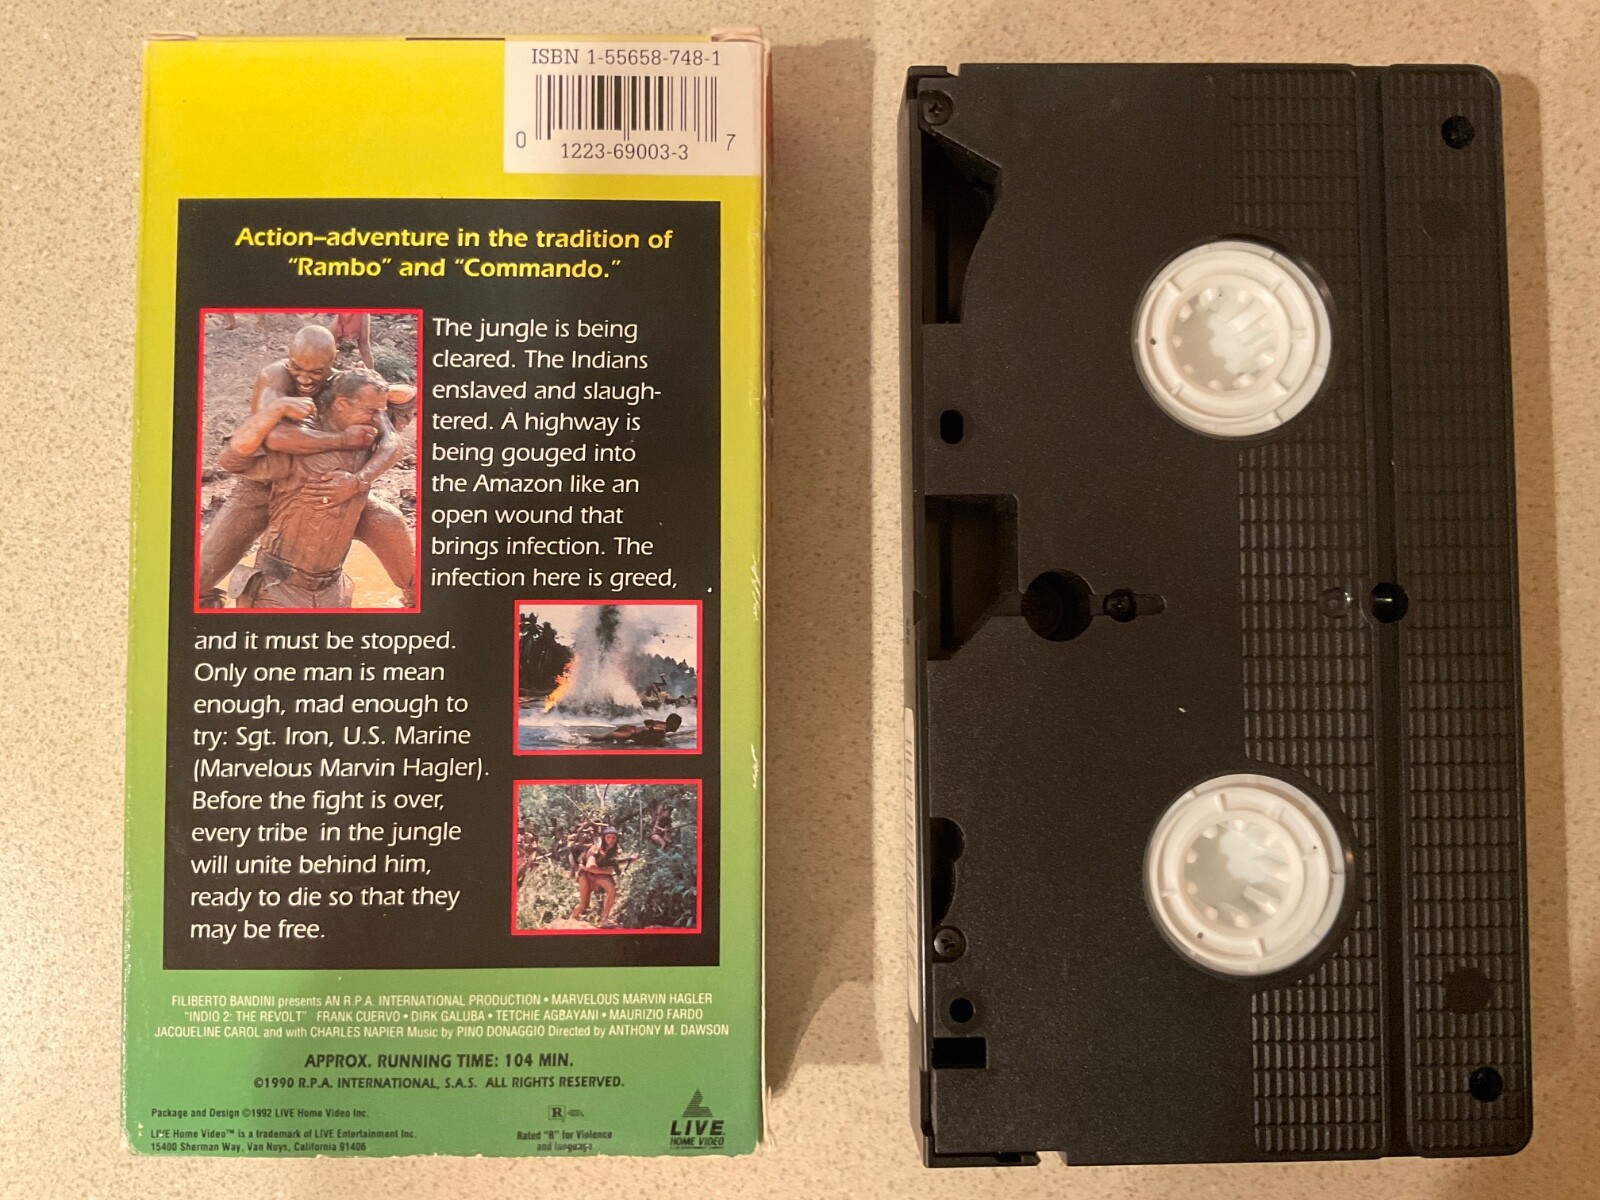 ISBN 1-55658-748-1
0 1223-69003-3 7
Action–adventure in the tradition of
“Rambo” and “Commando.”
The jungle is being
cleared. The Indians
enslaved and slaugh-
tered. A highway is
being gouged into
the Amazon like an
open wound that
brings infection. The
infection here is greed,
and it must be stopped.
Only one man is mean
enough, mad enough to
try: Sgt. Iron, U.S. Marine
(Marvelous Marvin Hagler).
Before the fight is over,
every tribe in the jungle
will unite behind him,
ready to die so that they
may be free.
FILIBERTO BANDINI presents AN R.P.A. INTERNATIONAL PRODUCTION • MARVELOUS MARVIN HAGLER
"INDIO 2: THE REVOLT" FRANK CUERVO • DIRK GALUBA • TETCHIE AGBAYANI • MAURIZIO FARDO
JACQUELINE CAROL and with CHARLES NAPIER Music by PINO DONAGGIO Directed by ANTHONY M. DAWSON
APPROX. RUNNING TIME: 104 MIN.
©1990 R.P.A. INTERNATIONAL, S.A.S. ALL RIGHTS RESERVED.
Package and Design ©1992 LIVE Home Video Inc.
LIVE Home Video™ is a trademark of LIVE Entertainment Inc.
15400 Sherman Way, Van Nuys, California 91406
R
Rated "R" for Violence
and language
LIVE
HOME VIDEO